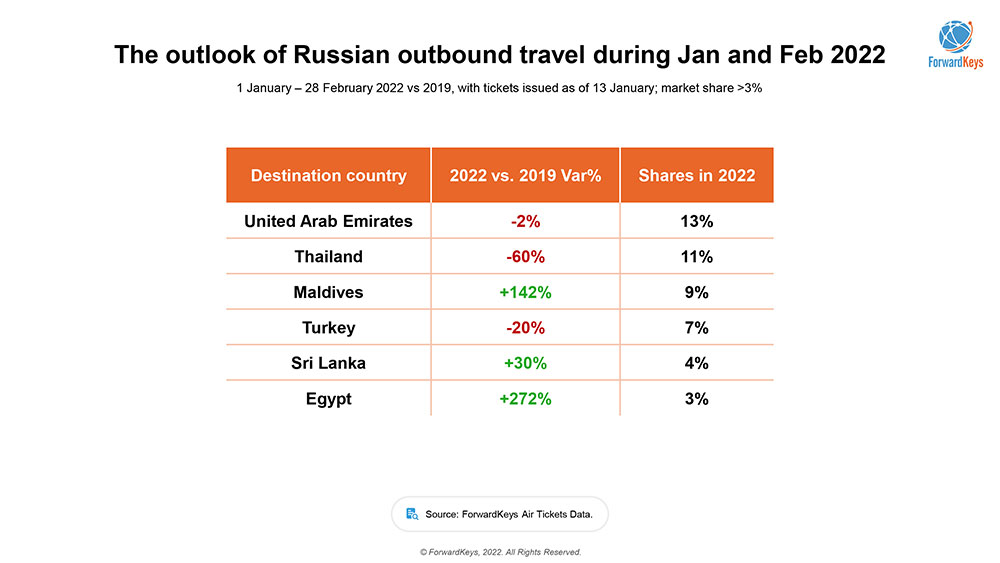 The outlook of Russian outbound travel during Jan and Feb 2022
ForwardKeys
1 January – 28 February 2022 vs 2019, with tickets issued as of 13 January; market share >3%
Destination country 2022 vs. 2019 Var% Shares in 2022
United Arab Emirates -2% 13%
Thailand -60% 11%
Maldives +142% 9%
Turkey -20% 7%
Sri Lanka +30% 4%
Egypt +272% 3%
Source: ForwardKeys Air Tickets Data.
© ForwardKeys, 2022. All Rights Reserved.